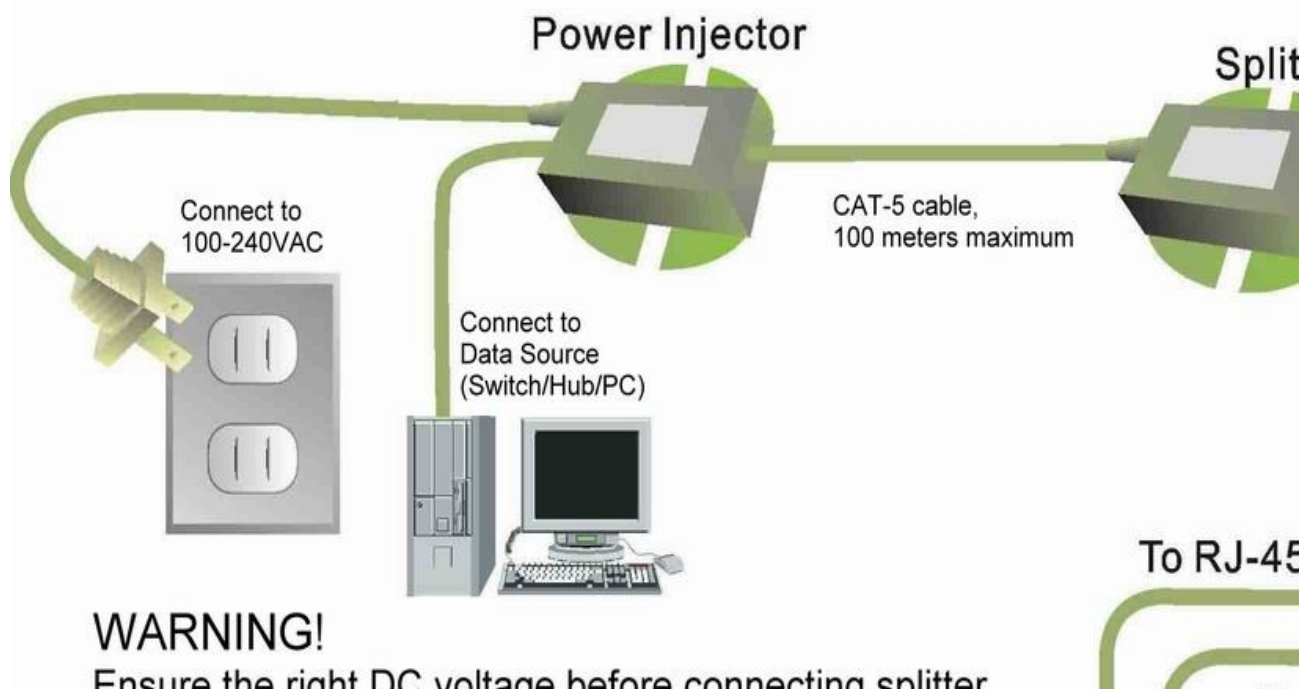 Power Injector
Split
Connect to
100-240VAC
CAT-5 cable,
100 meters maximum
Connect to
Data Source
(Switch/Hub/PC)
To RJ-45
WARNING!
Ensure the right DC voltage before connecting splitter